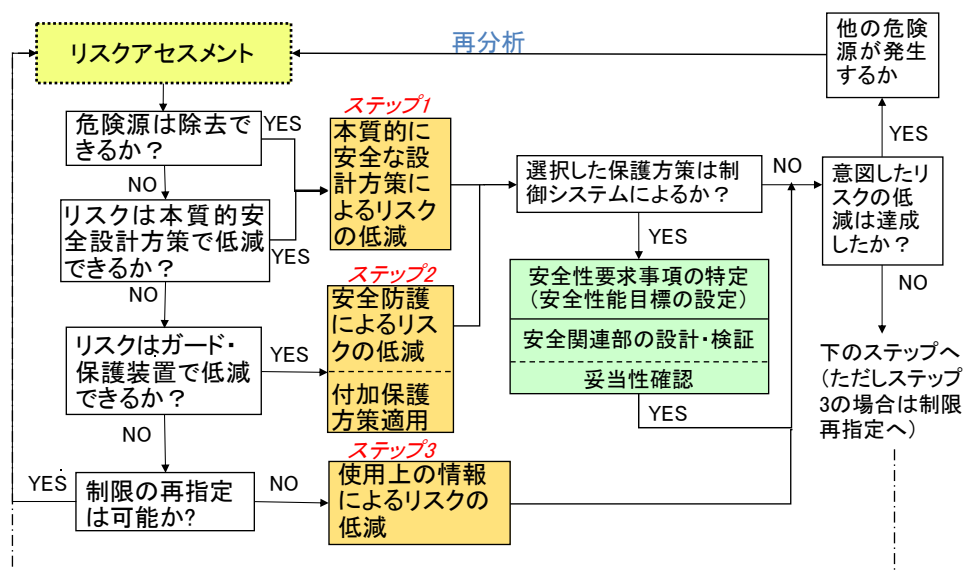 リスクアセスメント
再分析
他の危険
源が発生
するか
危険源は除去で
きるか？
YES
NO
ステップ1
本質的に
安全な設
計方策に
よるリスク
の低減
選択した保護方策は制
御システムによるか？
NO
YES
YES
意図したリ
スクの低
減は達成
したか？
NO
リスクは本質的安
全設計方策で低減
できるか？
YES
NO
ステップ2
安全防護
によるリス
クの低減
付加保護
方策適用
安全性要求事項の特定
（安全性能目標の設定）
安全関連部の設計・検証
妥当性確認
YES
リスクはガード・
保護装置で低減
できるか？
YES
NO
下のステップへ
（ただしステップ
3の場合は制限
再指定へ）
YES
制限の再指定
は可能か?
NO
ステップ3
使用上の情報
によるリスクの
低減